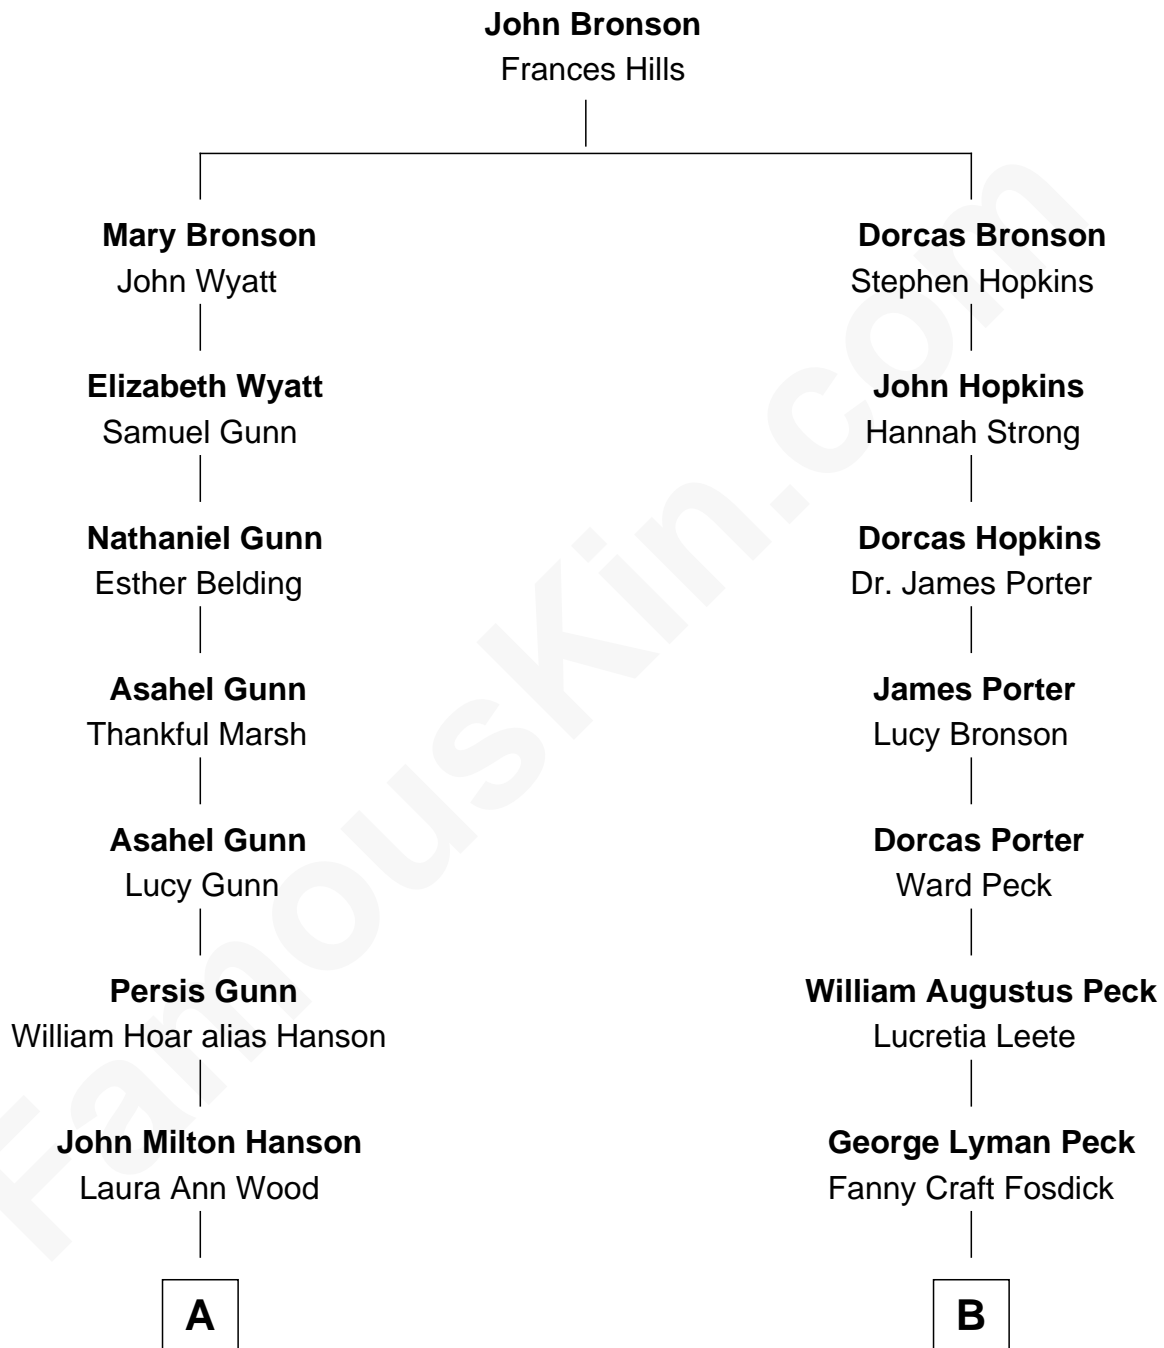 John Bronson
Frances Hills
Mary Bronson
John Wyatt
Elizabeth Wyatt
Samuel Gunn
Nathaniel Gunn
Esther Belding
Asahel Gunn
Thankful Marsh
Asahel Gunn
Lucy Gunn
Persis Gunn
William Hoar alias Hanson
John Milton Hanson
Laura Ann Wood
A
Dorcas Bronson
Stephen Hopkins
John Hopkins
Hannah Strong
Dorcas Hopkins
Dr. James Porter
James Porter
Lucy Bronson
Dorcas Porter
Ward Peck
William Augustus Peck
Lucretia Leete
George Lyman Peck
Fanny Craft Fosdick
B
FamousKin.com